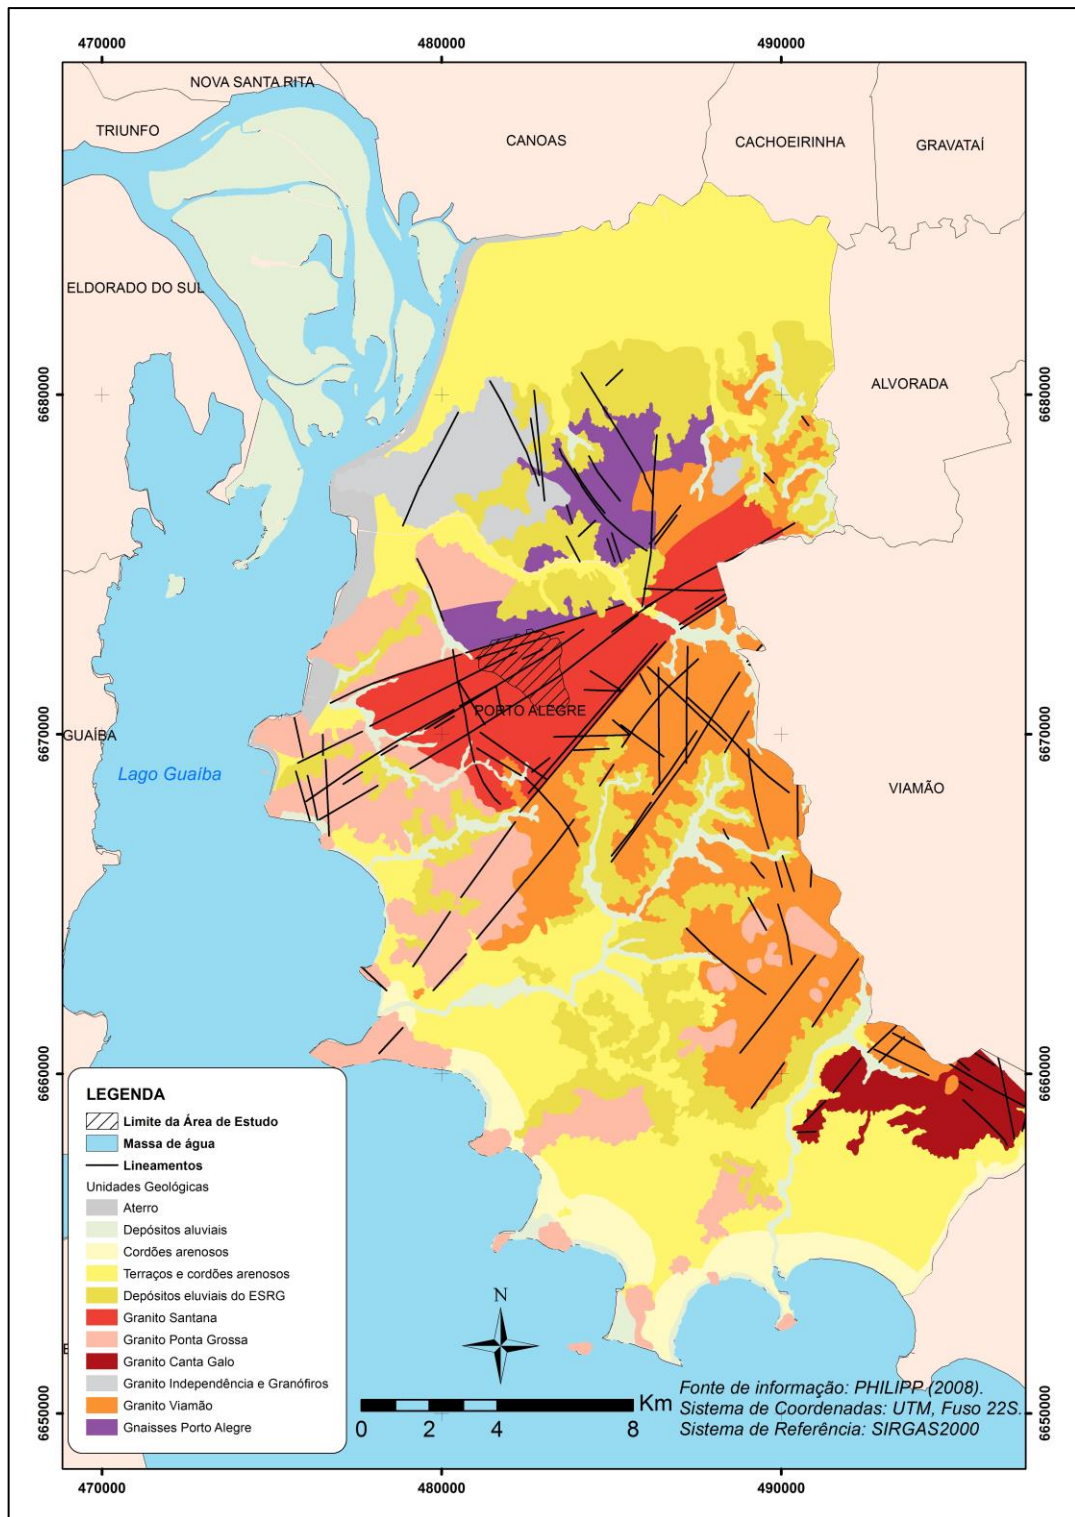 470000
480000
490000
NOVA SANTA RITA
TRIUNFO
CANOAS
CACHOEIRINHA
GRAVATAÍ
ELDORADO DO SUL
6680000
6680000
ALVORADA
PORTO ALEGRE
GUAÍBA
6670000
6670000
Lago Guaíba
VIAMÃO
6660000
6660000
LEGENDA
Limite da Área de Estudo
Massa de água
Lineamentos
Unidades Geológicas
Aterro
Depósitos aluviais
Cordões arenosos
Terraços e cordões arenosos
Depósitos eluviais do ESRG
Granito Santana
Granito Ponta Grossa
Granito Canta Galo
Granito Independência e Granófiros
Granito Viamão
Gnaisses Porto Alegre
N
Km
0 2 4 8
Fonte de informação: PHILIPP (2008).
Sistema de Coordenadas: UTM, Fuso 22S.
Sistema de Referência: SIRGAS2000
6650000
6650000
470000
480000
490000